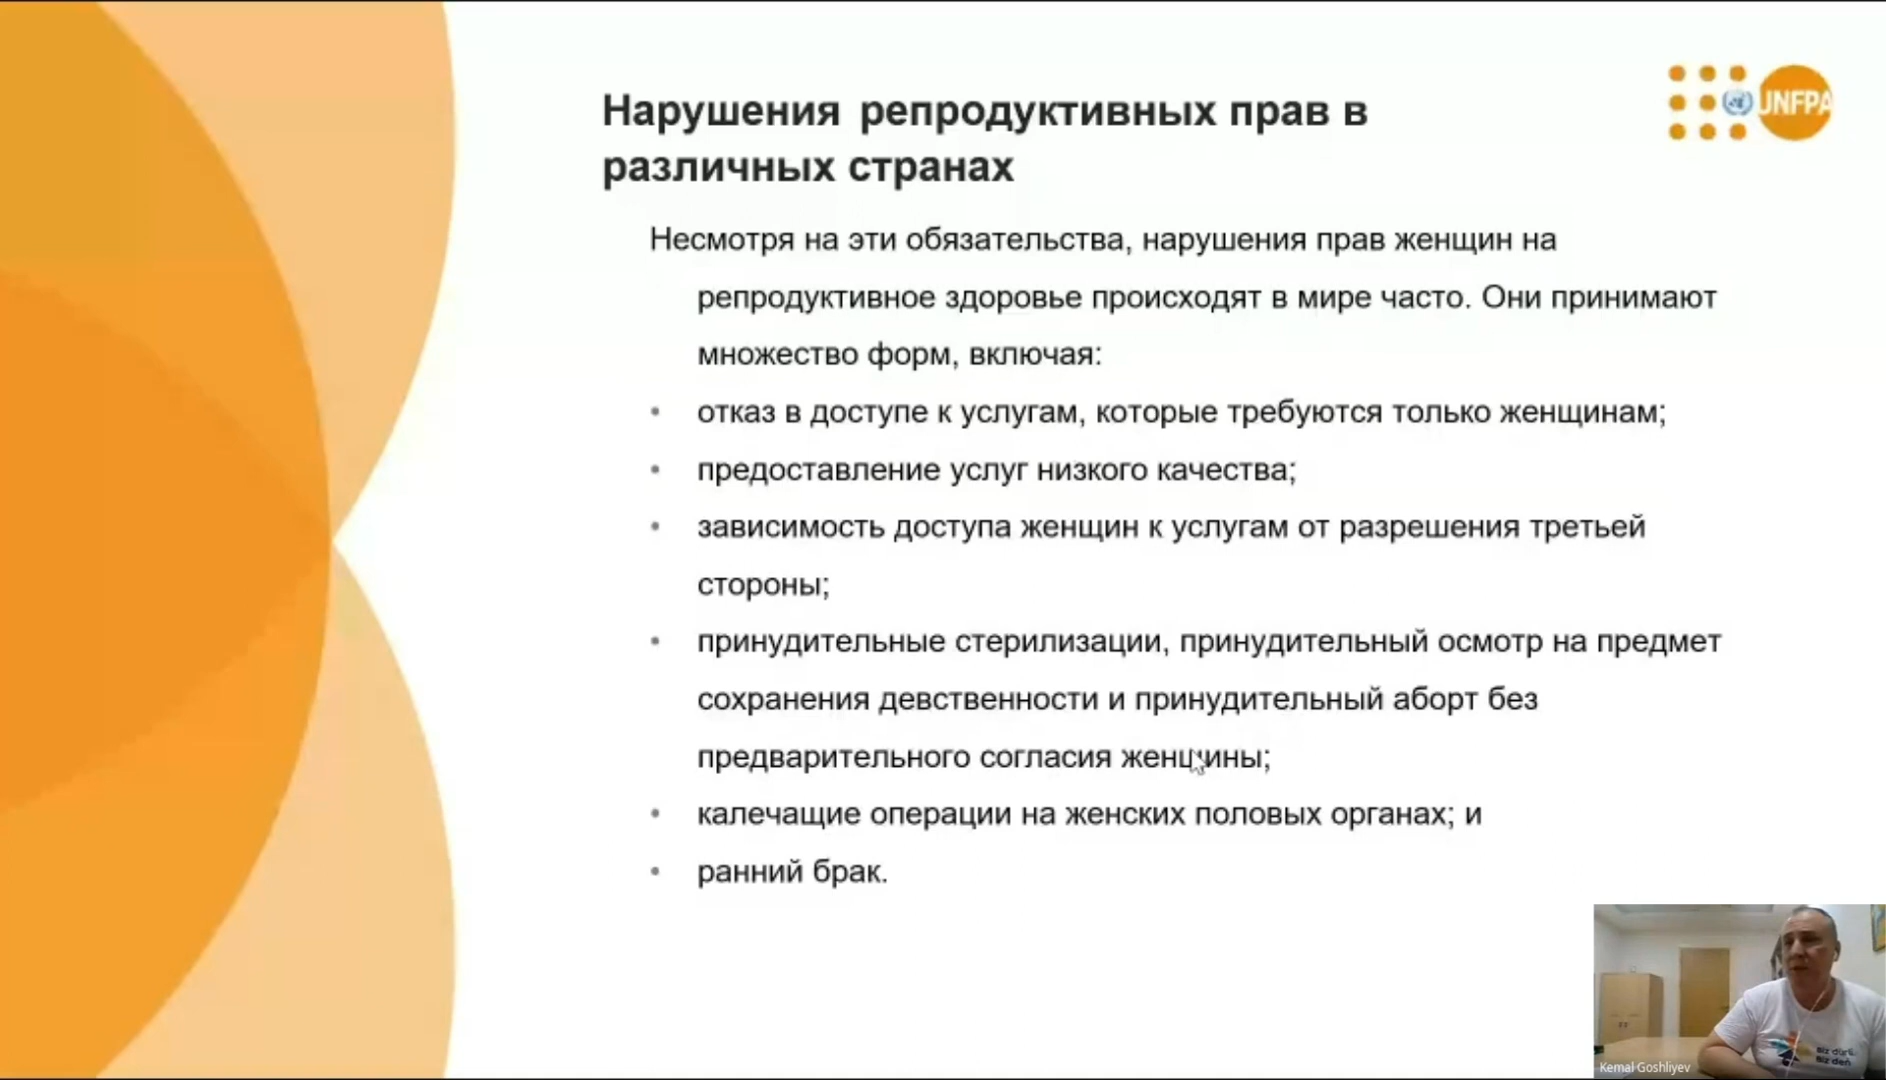 Нарушения репродуктивных прав в
различных странах
UNFPA
Несмотря на эти обязательства, нарушения прав женщин на
репродуктивное здоровье происходят в мире часто. Они принимают
множество форм, включая:
• отказ в доступе к услугам, которые требуются только женщинам;
• предоставление услуг низкого качества;
• зависимость доступа женщин к услугам от разрешения третьей
стороны;
• принудительные стерилизации, принудительный осмотр на предмет
сохранения девственности и принудительный аборт без
предварительного согласия женщины;
• калечащие операции на женских половых органах; и
• ранний брак.
Kemal Goshliyev